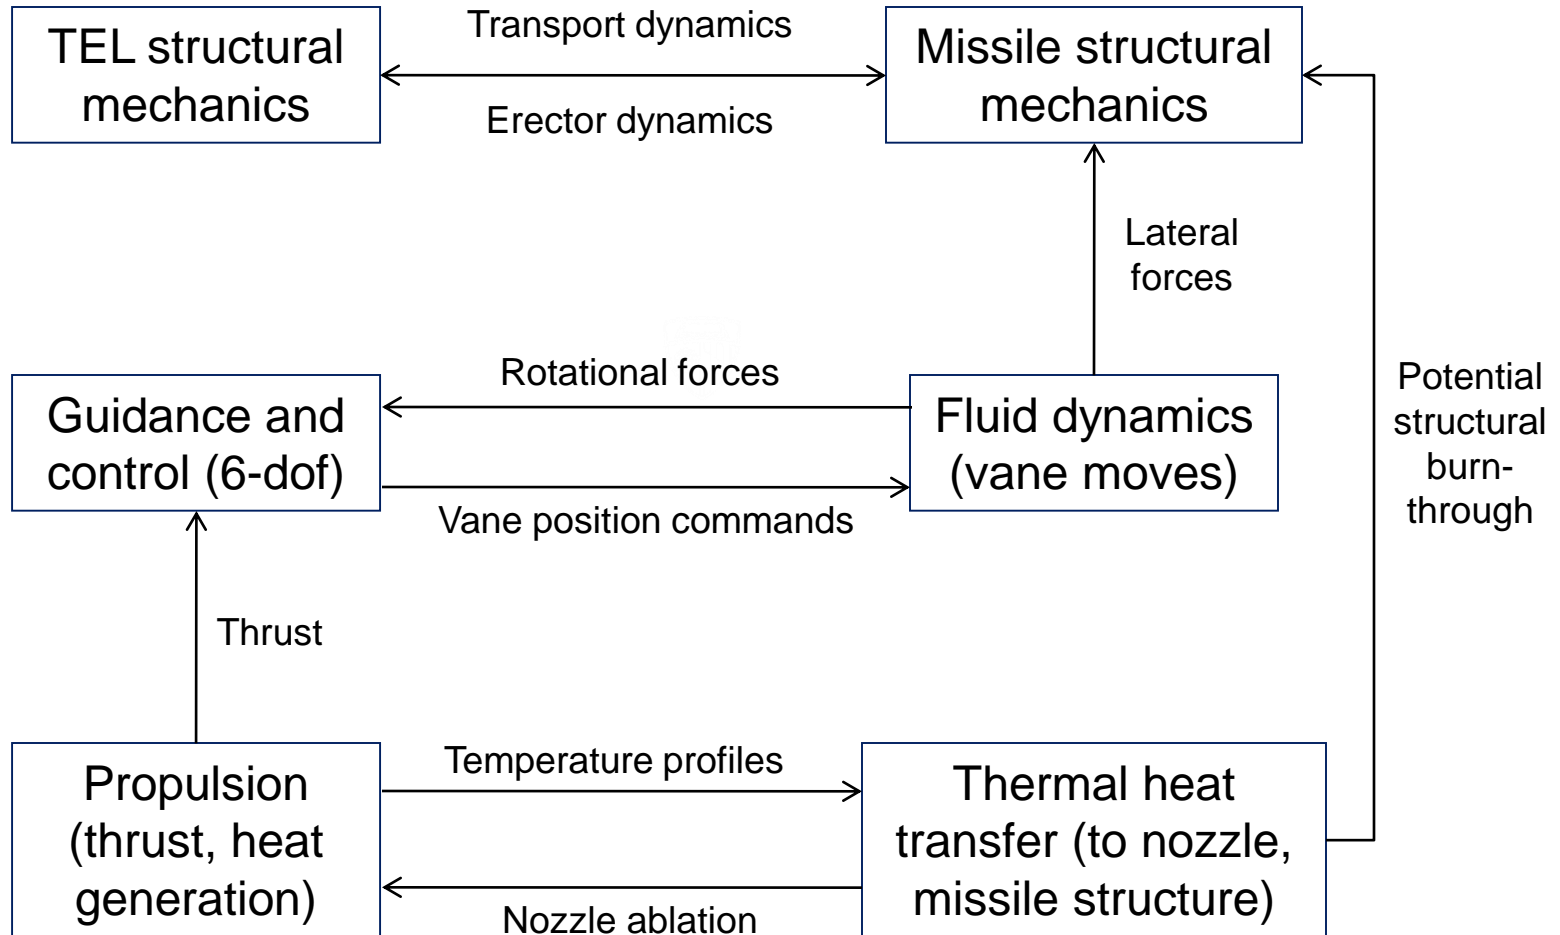 TEL structural
mechanics
Transport dynamics
Erector dynamics
Missile structural
mechanics
Lateral
forces
Guidance and
control (6-dof)
Rotational forces
Vane position commands
Fluid dynamics
(vane moves)
Potential
structural
burn-
through
Thrust
Propulsion
(thrust, heat
generation)
Temperature profiles
Nozzle ablation
Thermal heat
transfer (to nozzle,
missile structure)